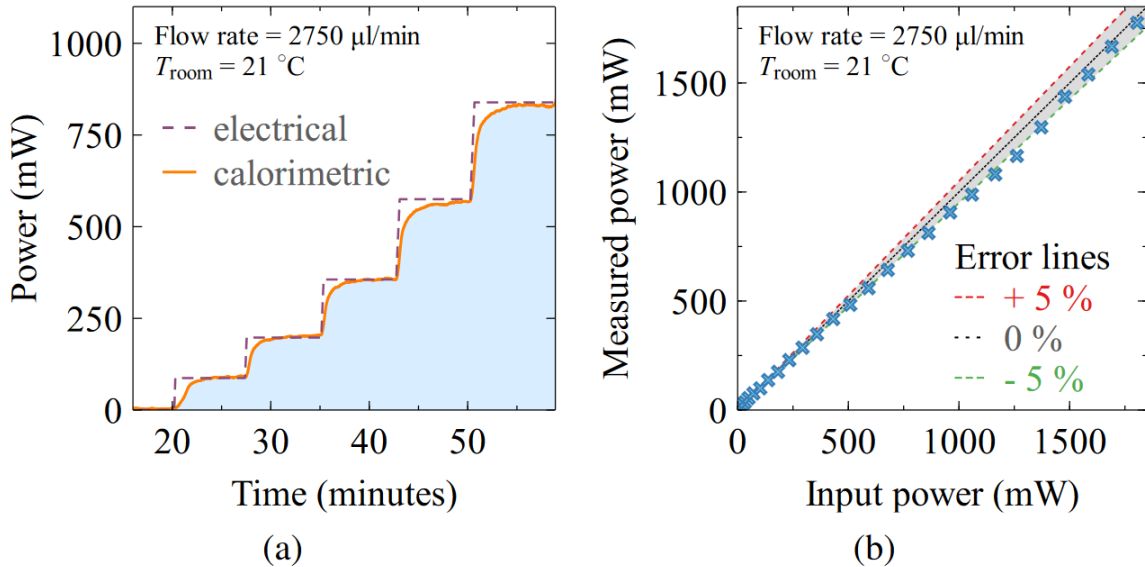 Flow rate = 2750 µl/min
T_room = 21 °C
electrical
calorimetric
Power (mW)
1000
750
500
250
0
20
30
40
50
Time (minutes)
(a)
Flow rate = 2750 µl/min
T_room = 21 °C
Measured power (mW)
1500
1000
500
0
Error lines
+ 5 %
0 %
- 5 %
0
500
1000
1500
Input power (mW)
(b)